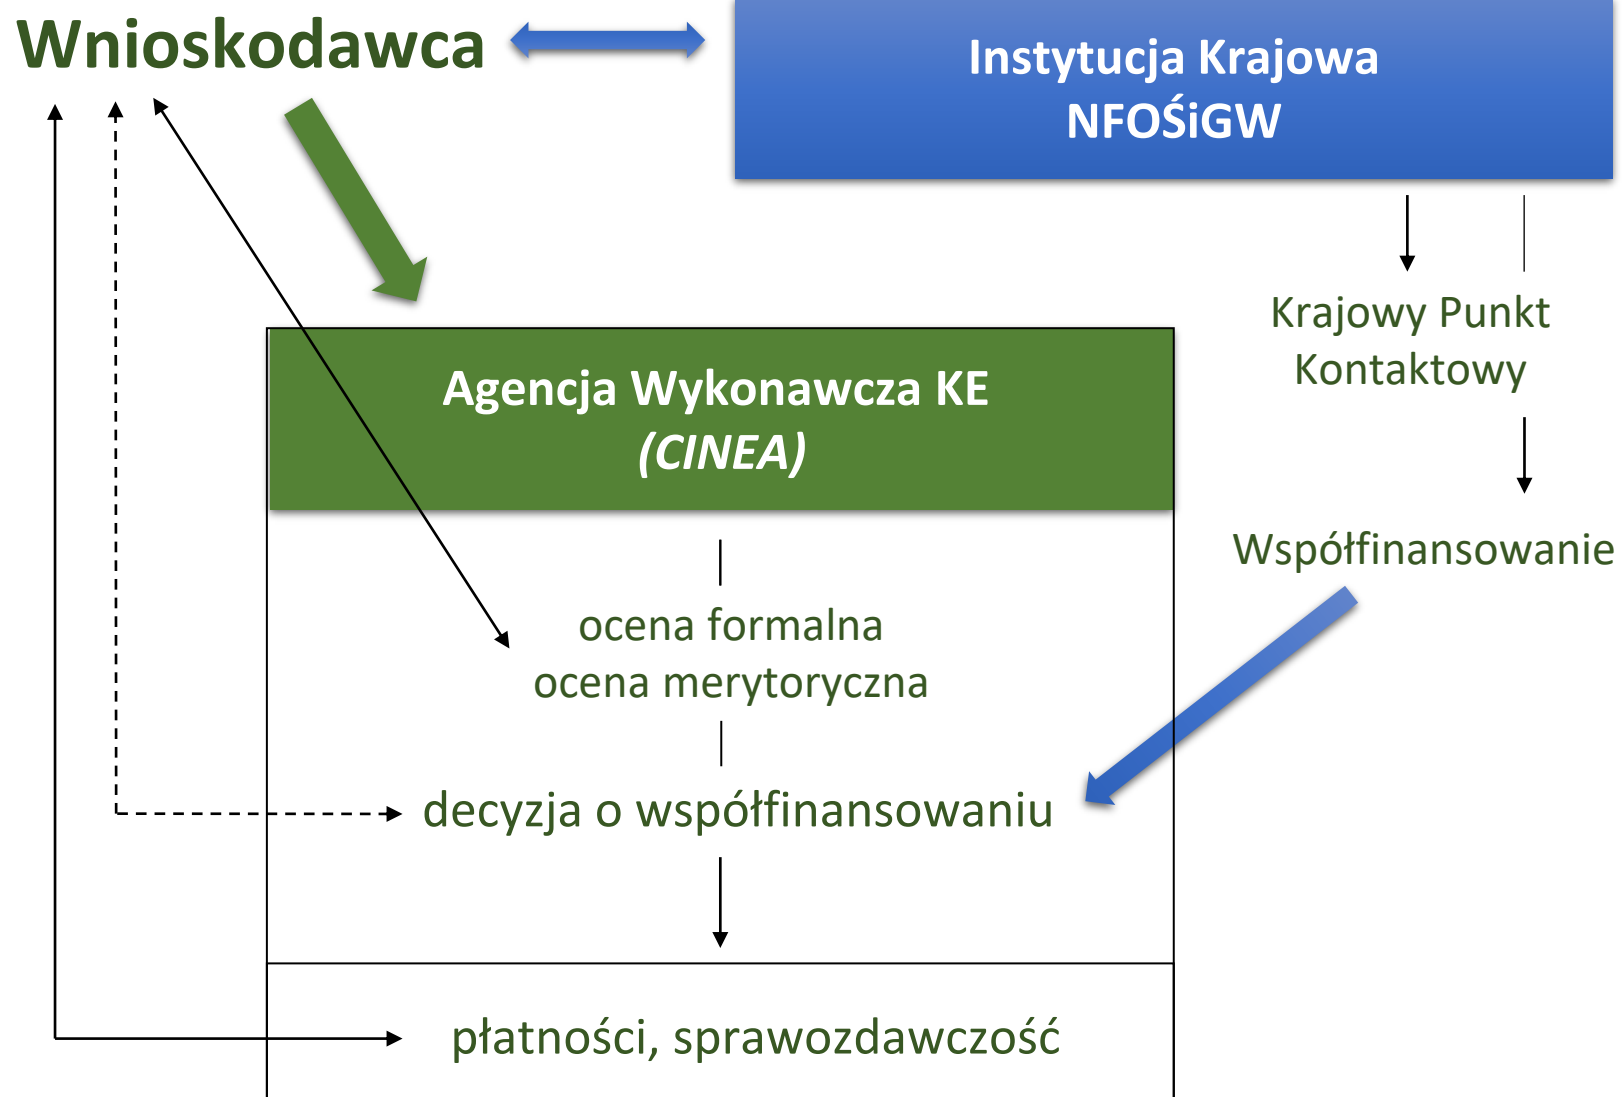 Wnioskodawca
Instytucja Krajowa
NFOŚiGW
Krajowy Punkt
Kontaktowy
Agencja Wykonawcza KE
(CINEA)
Współfinansowanie
ocena formalna
ocena merytoryczna
decyzja o współfinansowaniu
płatności, sprawozdawczość